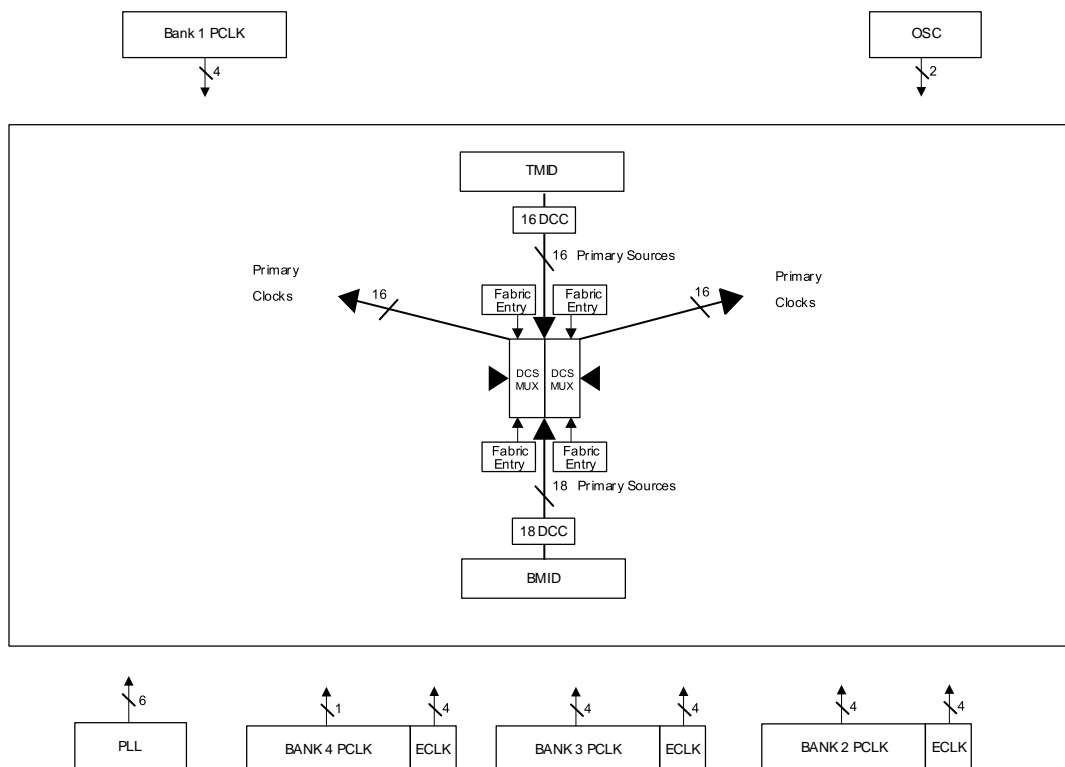 Bank 1 PCLK
OSC
4
2
TMID
16 DCC
16 Primary Sources
Primary
Clocks
16
Primary
Clocks
16
Fabric
Entry
Fabric
Entry
DCS
MUX
DCS
MUX
Fabric
Entry
Fabric
Entry
18 Primary Sources
18 DCC
BMID
6
1
4
4
4
4
4
PLL
BANK 4 PCLK
ECLK
BANK 3 PCLK
ECLK
BANK 2 PCLK
ECLK